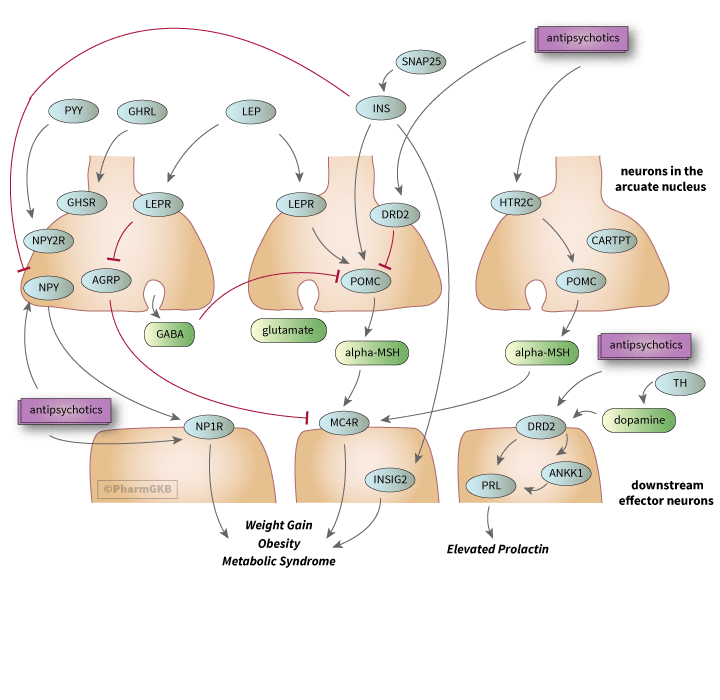 antipsychotics
SNAP25
INS
PYY
GHRL
LEP
neurons in the
arcuate nucleus
GHSR
LEPR
LEPR
DRD2
HTR2C
NPY2R
CARTPT
NPY
AGRP
POMC
POMC
GABA
glutamate
alpha-MSH
alpha-MSH
antipsychotics
TH
antipsychotics
NP1R
MC4R
DRD2
dopamine
INSIG2
PRL
ANKK1
©PharmGKB
downstream
effector neurons
Weight Gain
Obesity
Metabolic Syndrome
Elevated Prolactin